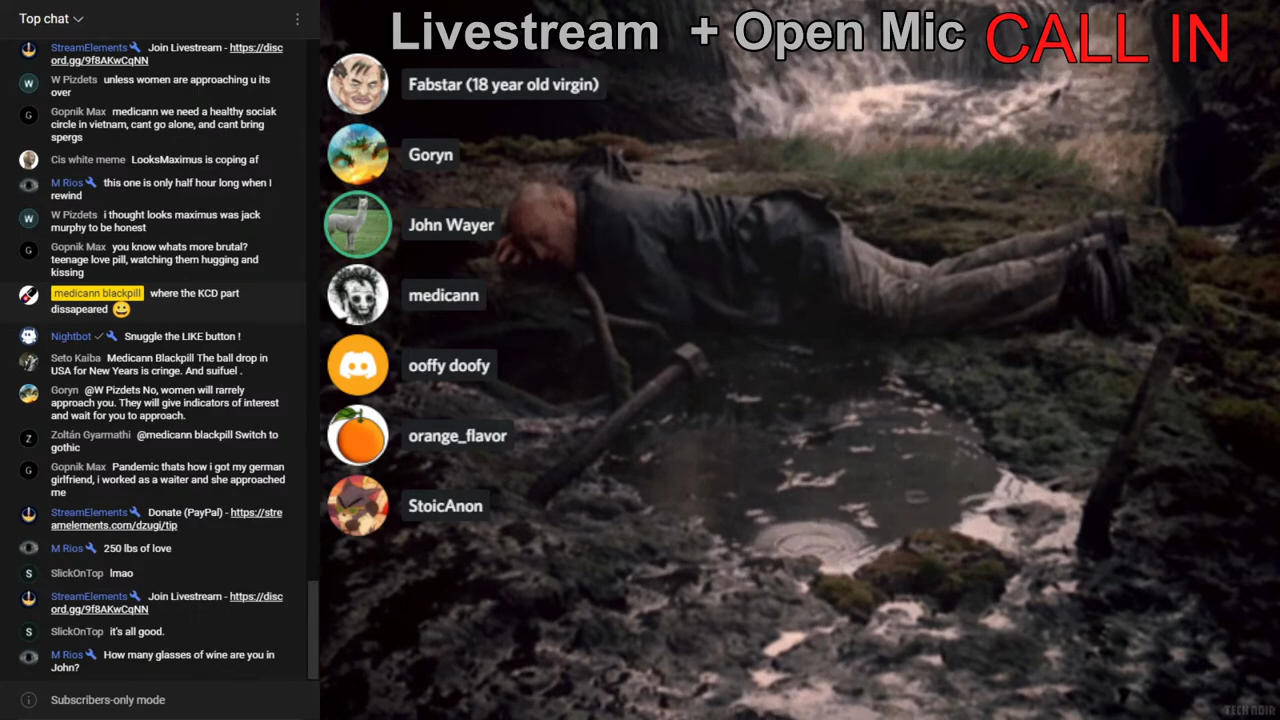 Top chat
StreamElements Join Livestream - https://disc
ord.gg/9f8AKwCqNN
W Pizdets unless women are approaching u its
over
Gopnik Max medicann we need a healthy sociak
circle in vietnam, cant go alone, and cant bring
spergs
Cis white meme LooksMaximus is coping af
M Rios this one is only half hour long when I
rewind
W Pizdets i thought looks maximus was jack
murphy to be honest
Gopnik Max you know whats more brutal?
teenage love pill, watching them hugging and
kissing
medicann blackpill where the KCD part
dissapeared
Nightbot Snuggle the LIKE button !
Seto Kaiba Medicann Blackpill The ball drop in
USA for New Years is cringe. And suifuel .
Goryn @W Pizdets No, women will rarrely
approach you. They will give indicators of interest
and wait for you to approach.
Zoltán Gyarmathi @medicann blackpill Switch to
gothic
Gopnik Max Pandemic thats how i got my german
girlfriend, i worked as a waiter and she approached
me
StreamElements Donate (PayPal) - https://stre
amelements.com/dzugi/tip
M Rios 250 lbs of love
SlickOnTop lmao
StreamElements Join Livestream - https://disc
ord.gg/9f8AKwCqNN
SlickOnTop it's all good.
M Rios How many glasses of wine are you in
John?
Subscribers-only mode
Livestream + Open Mic CALL IN
Fabstar (18 year old virgin)
Goryn
John Wayer
medicann
ooffy doofy
orange_flavor
StoicAnon
TECH NOIR